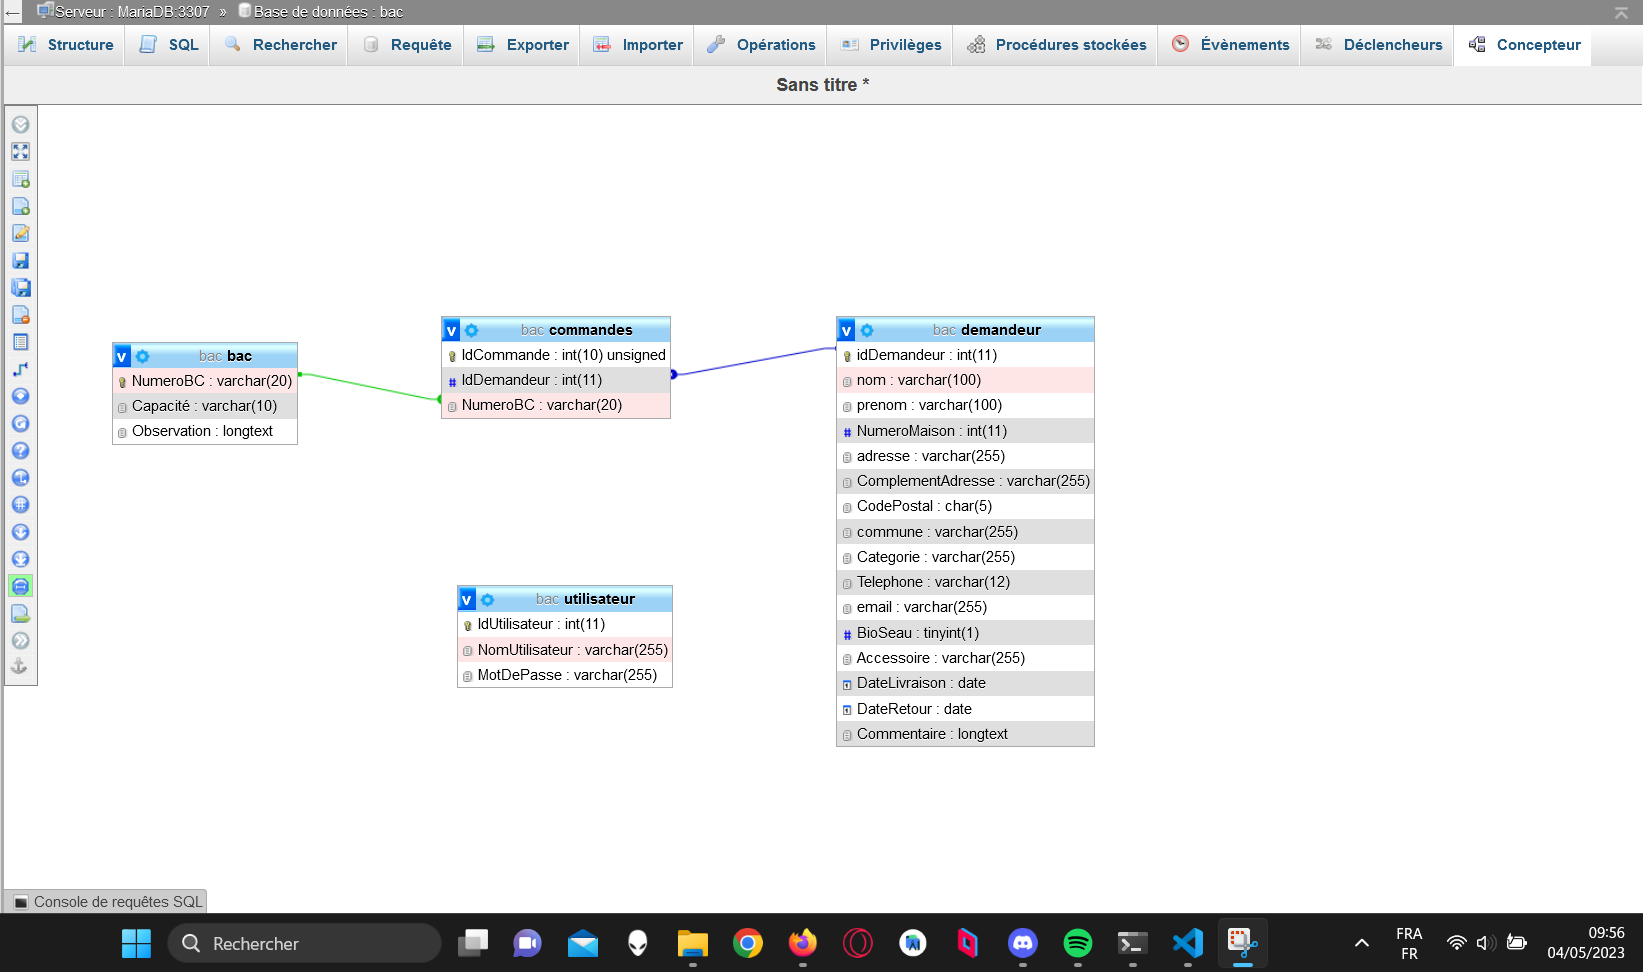 Serveur : MariaDB:3307 » Base de données : bac
Structure SQL Rechercher Requête Exporter Importer Opérations Privilèges Procédures stockées Évènements Déclencheurs Concepteur
Sans titre *
bac bac
NumeroBC : varchar(20)
Capacité : varchar(10)
Observation : longtext
bac commandes
IdCommande : int(10) unsigned
IdDemandeur : int(11)
NumeroBC : varchar(20)
bac demandeur
idDemandeur : int(11)
nom : varchar(100)
prenom : varchar(100)
NumeroMaison : int(11)
adresse : varchar(255)
ComplementAdresse : varchar(255)
CodePostal : char(5)
commune : varchar(255)
Categorie : varchar(255)
Telephone : varchar(12)
email : varchar(255)
BioSeau : tinyint(1)
Accessoire : varchar(255)
DateLivraison : date
DateRetour : date
Commentaire : longtext
bac utilisateur
IdUtilisateur : int(11)
NomUtilisateur : varchar(255)
MotDePasse : varchar(255)
Console de requêtes SQL
Rechercher
FRA
FR
09:56
04/05/2023